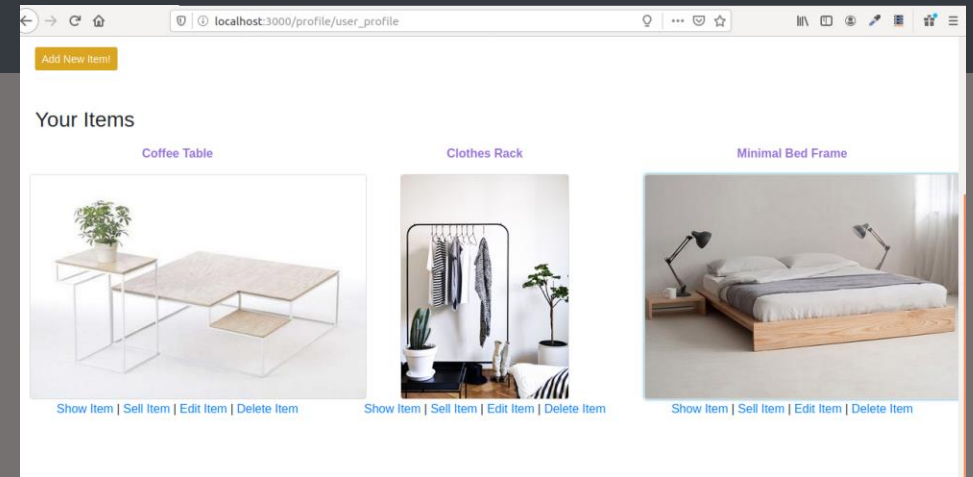 localhost:3000/profile/user_profile
Add New Item!
Your Items
Coffee Table
Clothes Rack
Minimal Bed Frame
Show Item | Sell Item | Edit Item | Delete Item
Show Item | Sell Item | Edit Item | Delete Item
Show Item | Sell Item | Edit Item | Delete Item